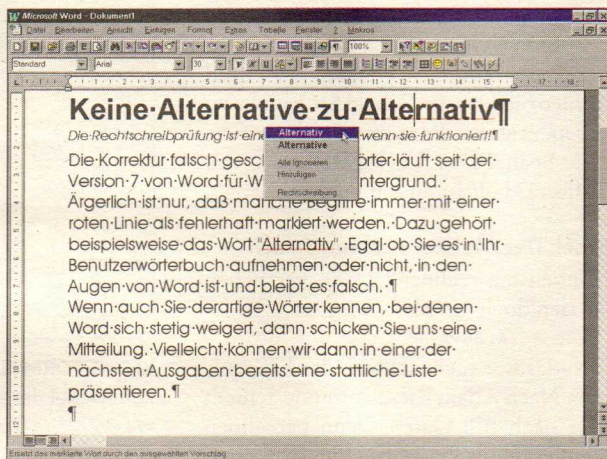 Microsoft Word - Dokument1
Datei Bearbeiten Ansicht Einfügen Format Extras Tabelle Fenster ? Makros
100%
Standard Arial 30 F K U
Keine·Alternative·zu·Alternativ¶
Die·Rechtschreibprüfung·ist·eine wenn·sie·funktioniert!¶
Alternativ
Alternative
Alle Ignorieren
Hinzufügen
Rechtschreibung
Die·Korrektur·falsch·gesc örter·läuft·seit·der·
Version·7·von·Word·für·W ntergrund.·
Ärgerlich·ist·nur,·daß·manche·Begriffe·immer·mit·einer·
roten·Linie·als·fehlerhaft·markiert·werden.·Dazu·gehört·
beispielsweise·das·Wort·"Alternativ".·Egal·ob·Sie·es·in·Ihr·
Benutzerwörterbuch·aufnehmen·oder·nicht,·in·den·
Augen·von·Word·ist·und·bleibt·es·falsch.·¶
Wenn·auch·Sie·derartige·Wörter·kennen,·bei·denen·
Word·sich·stetig·weigert,·dann·schicken·Sie·uns·eine·
Mitteilung.·Vielleicht·können·wir·dann·in·einer·der·
nächsten·Ausgaben·bereits·eine·stattliche·Liste·
präsentieren.¶
¶
Ersetzt das markierte Wort durch den ausgewählten Vorschlag